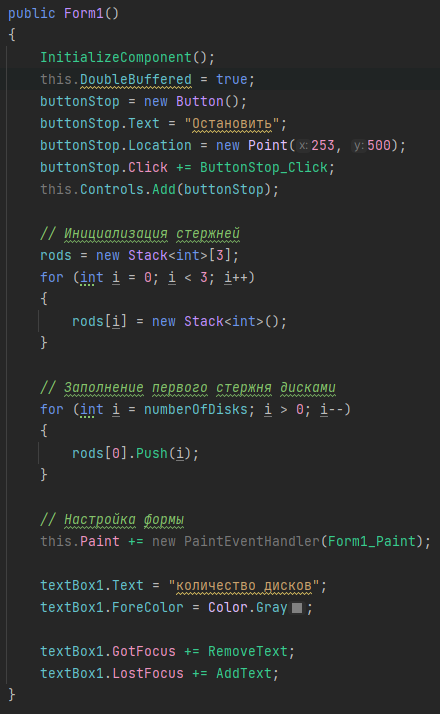 public Form1()
{
    InitializeComponent();
    this.DoubleBuffered = true;
    buttonStop = new Button();
    buttonStop.Text = "Остановить";
    buttonStop.Location = new Point(x: 253, y: 500);
    buttonStop.Click += ButtonStop_Click;
    this.Controls.Add(buttonStop);

    // Инициализация стержней
    rods = new Stack<int>[3];
    for (int i = 0; i < 3; i++)
    {
        rods[i] = new Stack<int>();
    }

    // Заполнение первого стержня дисками
    for (int i = numberOfDisks; i > 0; i--)
    {
        rods[0].Push(i);
    }

    // Настройка формы
    this.Paint += new PaintEventHandler(Form1_Paint);

    textBox1.Text = "количество дисков";
    textBox1.ForeColor = Color.Gray;

    textBox1.GotFocus += RemoveText;
    textBox1.LostFocus += AddText;
}